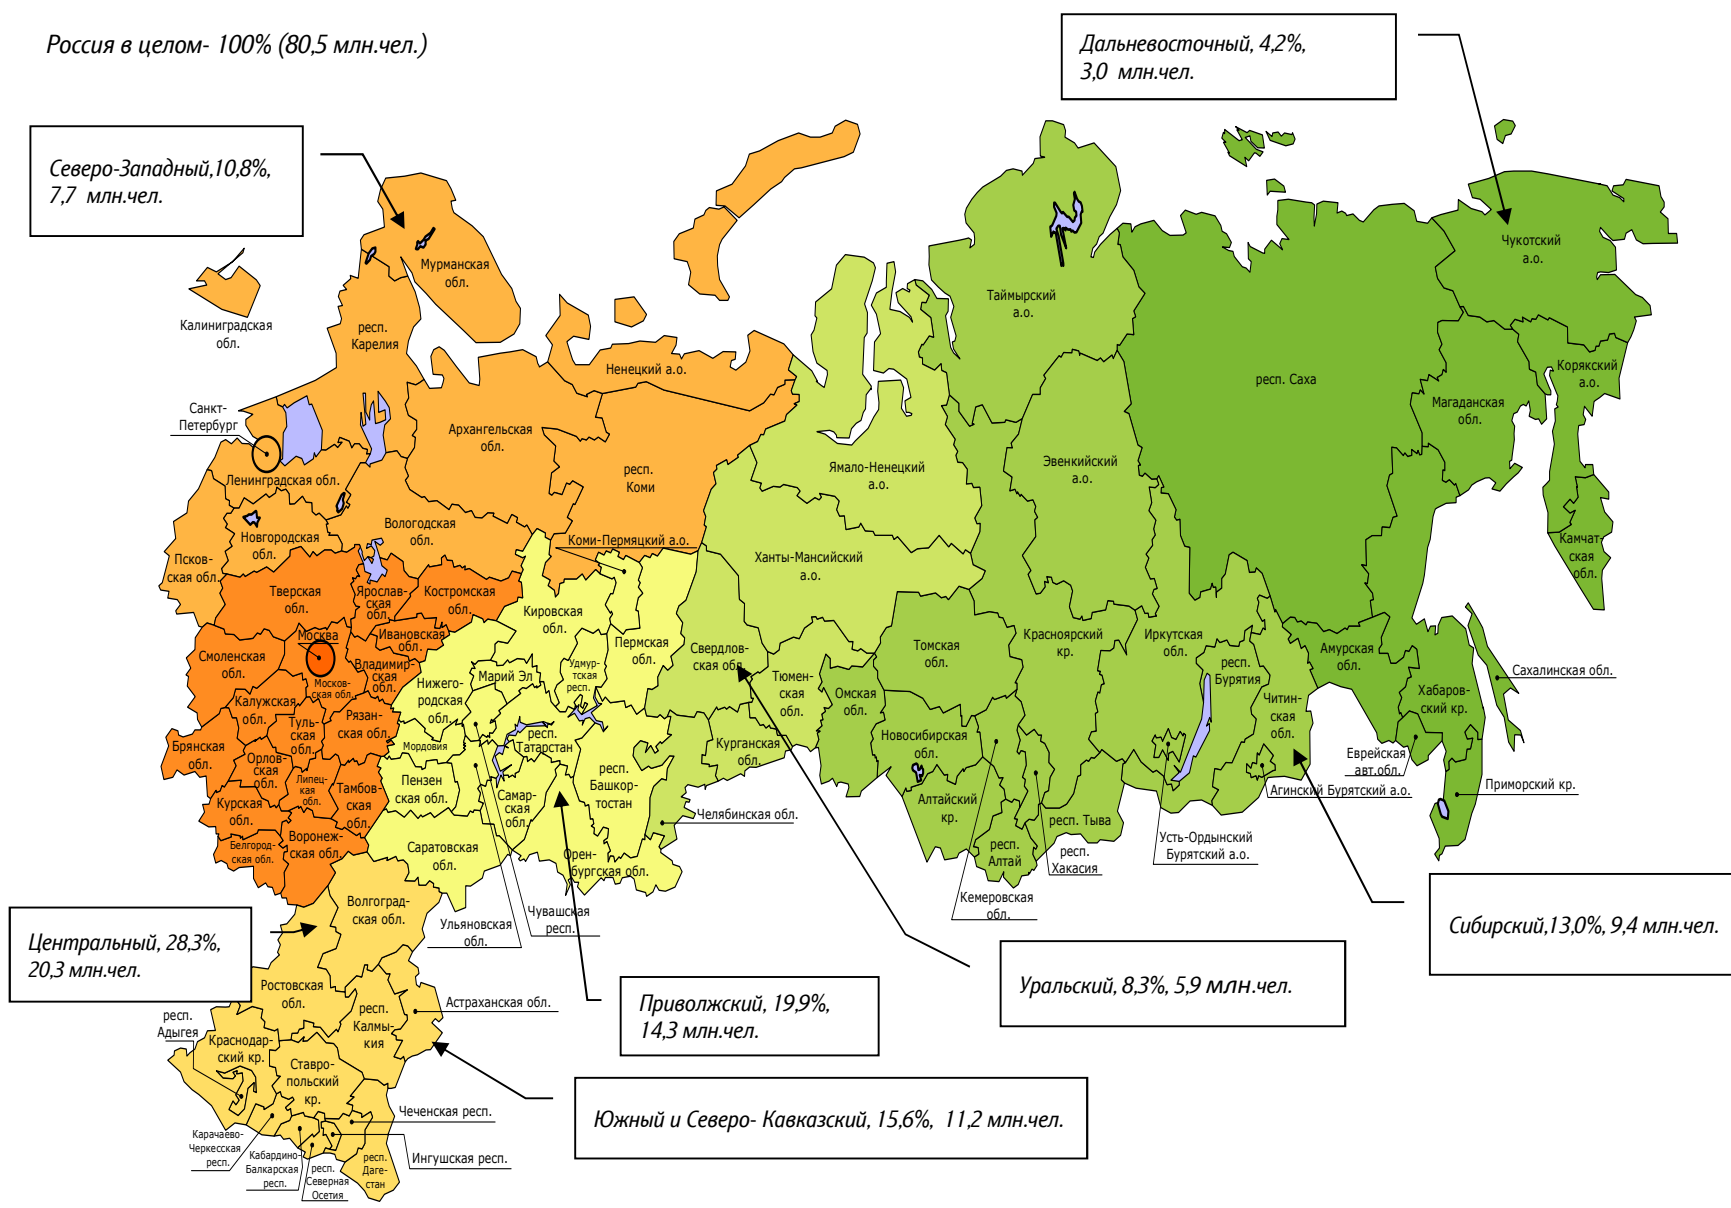 Россия в целом- 100% (80,5 млн.чел.)
Дальневосточный, 4,2%,
3,0 млн.чел.
Северо-Западный,10,8%,
7,7 млн.чел.
Мурманская
обл.
Чукотский
а.о.
Калиниградская
обл.
респ.
Карелия
Таймырский
а.о.
Ненецкий а.о.
респ. Саха
Корякский
а.о.
Магаданская
обл.
Санкт-
Петербург
Архангельская
обл.
респ.
Коми
Ямало-Ненецкий
а.о.
Эвенкийский
а.о.
Ленинградская обл.
Новгородская
обл.
Вологодская
обл.
Коми-Пермяцкий а.о.
Ханты-Мансийский
а.о.
Камчат-
ская
обл.
Псков-
ская обл.
Тверская
обл.
Ярослав-
ская
обл.
Костромская
обл.
Кировская
обл.
Пермская
обл.
Свердлов-
ская обл.
Томская
обл.
Красноярский
кр.
Иркутская
обл.
респ.
Бурятия
Амурская
обл.
Сахалинская обл.
Москва
Ивановская
обл.
Смоленская
обл.
Владимир-
ская
обл.
Москов-
ская обл.
Нижего-
родская
обл.
Марий Эл
Удмур-
тская
респ.
Тюмен-
ская
обл.
Омская
обл.
Читин-
ская
обл.
Хабаров-
ский кр.
Калужская
обл.
Туль-
ская
обл.
Рязан-
ская обл.
Брянская
обл.
Орлов-
ская
обл.
Липец-
кая
обл.
Тамбов-
ская
обл.
Мордовия
респ.
Татарстан
Курганская
обл.
Новосибирская
обл.
Еврейская
авт.обл.
Пензен
ская обл.
Самар-
ская
обл.
респ.
Башкор-
тостан
Курская
обл.
Воронеж-
ская обл.
Белгород-
ская обл.
Саратовская
обл.
Орен-
бургская обл.
Челябинская обл.
Алтайский
кр.
респ.
Алтай
респ. Тыва
респ.
Хакасия
Усть-Ордынский
Бурятский а.о.
Агинский Бурятский а.о.
Приморский кр.
Кемеровская
обл.
Волгоград-
ская обл.
Ульяновская
обл.
Чувашская
респ.
Центральный, 28,3%,
20,3 млн.чел.
Сибирский,13,0%, 9,4 млн.чел.
Уральский, 8,3%, 5,9 млн.чел.
Приволжский, 19,9%,
14,3 млн.чел.
Ростовская
обл.
респ.
Калмы-
кия
Астраханская обл.
респ.
Адыгея
Краснодар-
ский кр.
Ставро-
польский
кр.
Южный и Северо- Кавказский, 15,6%, 11,2 млн.чел.
Чеченская респ.
Ингушская респ.
Карачаево-
Черкесская
респ.
Кабардино-
Балкарская
респ.
респ.
Северная
Осетия
респ.
Даге-
стан